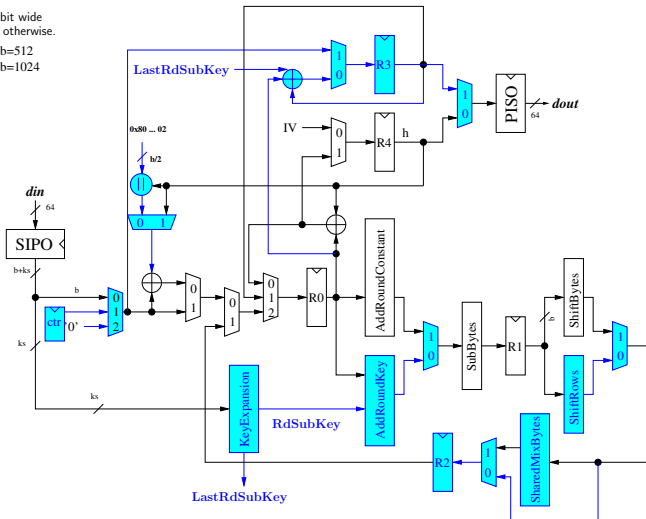 bit wide
otherwise.
b=512
b=1024
LastRdSubKey
1
0
R3
1
0
PISO
dout
64
IV
0
1
R4
h
0x80 ... 02
b/2
||
0 1
din
64
SIPO
b+ks
b
ks
ctr
'0'
0
1
2
0
1
0
1
0
1
2
R0
AddRoundConstant
AddRoundKey
1
0
SubBytes
R1
b
ShiftBytes
ShiftRows
1
0
ks
KeyExpansion
RdSubKey
LastRdSubKey
R2
1
0
SharedMixBytes